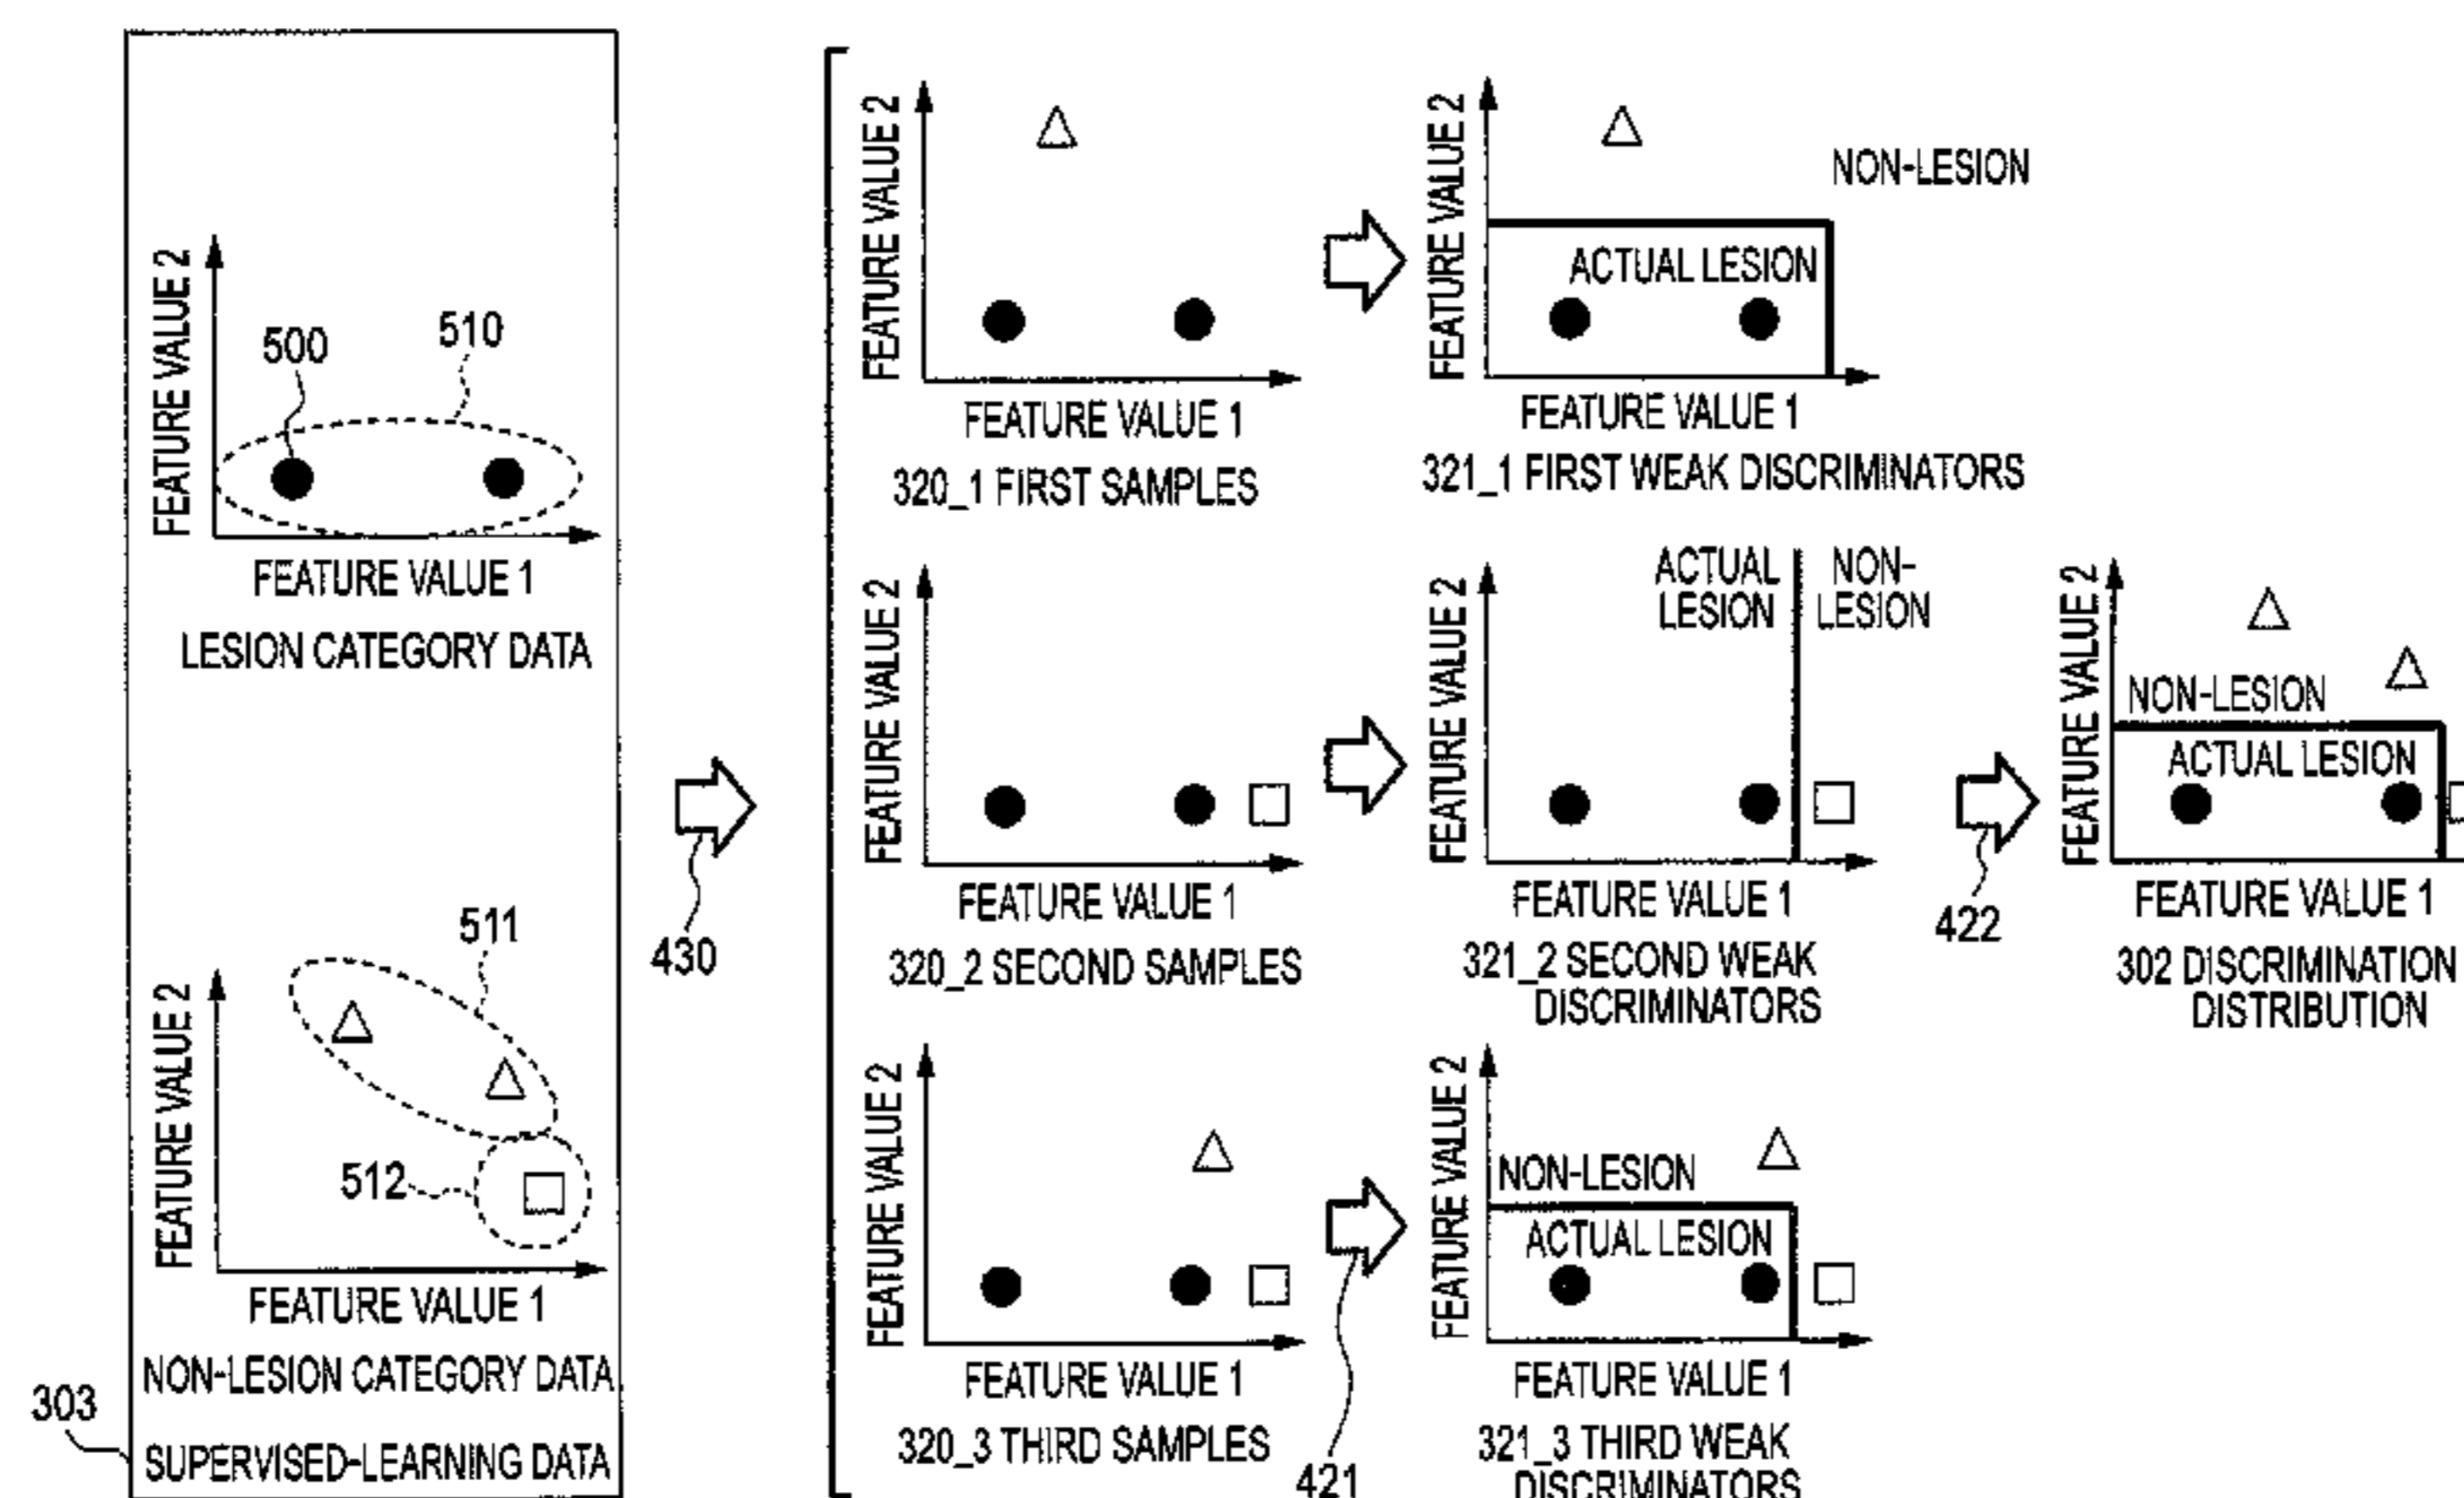 FEATURE VALUE 2
500
510
FEATURE VALUE 1
LESION CATEGORY DATA
FEATURE VALUE 2
511
512
FEATURE VALUE 1
NON-LESION CATEGORY DATA
303
SUPERVISED-LEARNING DATA
430
FEATURE VALUE 2
FEATURE VALUE 1
320_1 FIRST SAMPLES
FEATURE VALUE 2
NON-LESION
ACTUAL LESION
FEATURE VALUE 1
321_1 FIRST WEAK DISCRIMINATORS
FEATURE VALUE 2
FEATURE VALUE 1
320_2 SECOND SAMPLES
FEATURE VALUE 2
ACTUAL
LESION
NON-
LESION
FEATURE VALUE 1
321_2 SECOND WEAK
DISCRIMINATORS
422
FEATURE VALUE 2
NON-LESION
ACTUAL LESION
FEATURE VALUE 1
302 DISCRIMINATION
DISTRIBUTION
FEATURE VALUE 2
FEATURE VALUE 1
320_3 THIRD SAMPLES
421
FEATURE VALUE 2
NON-LESION
ACTUAL LESION
FEATURE VALUE 1
321_3 THIRD WEAK
DISCRIMINATORS